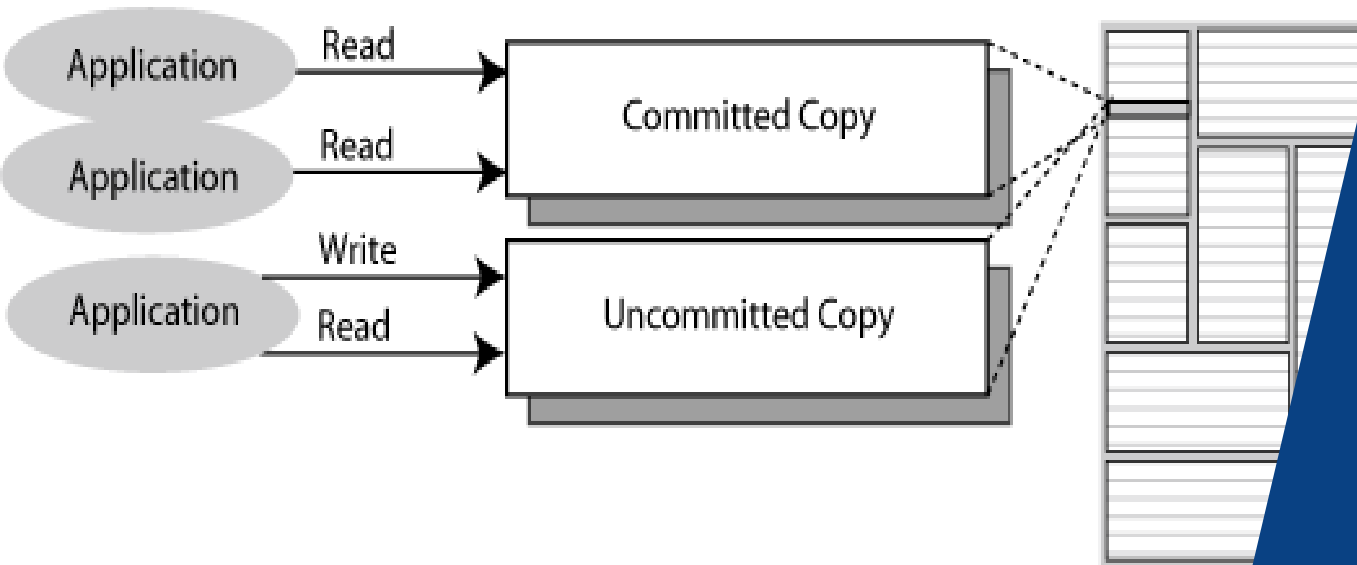 Application
Read
Committed Copy
Application
Read
Application
Write
Read
Uncommitted Copy